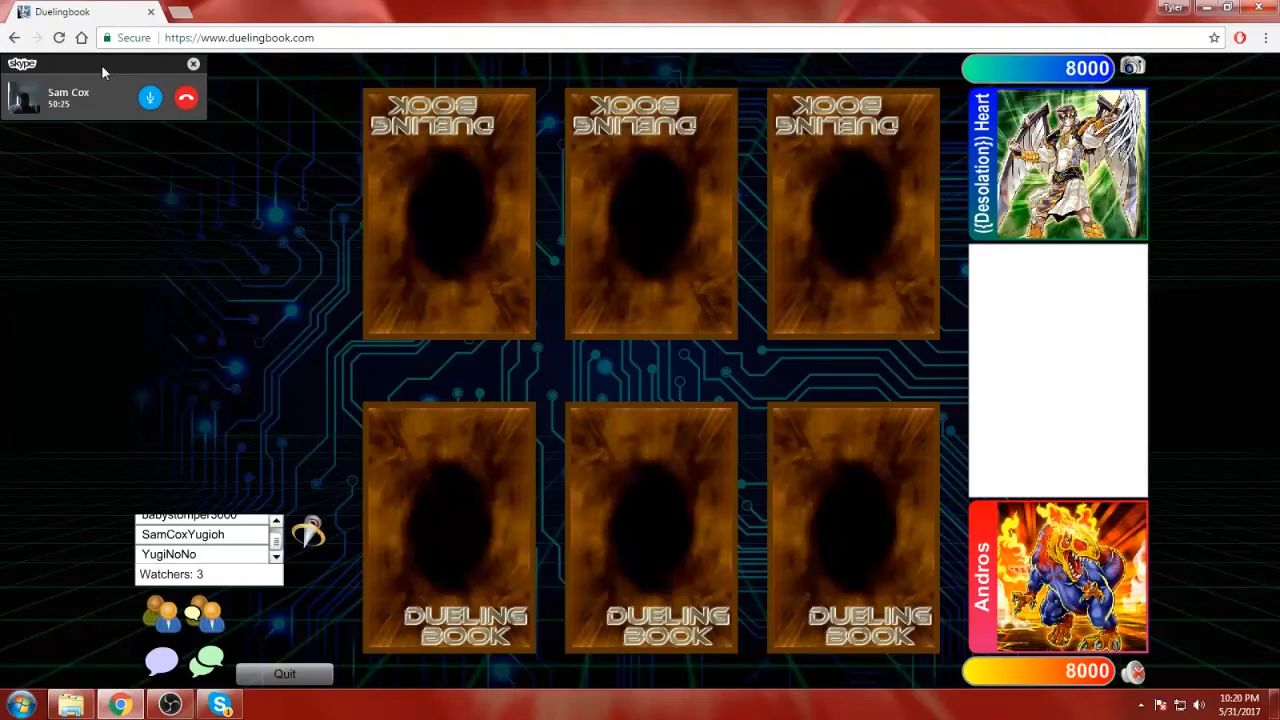 Duelingbook
Tyler
Secure
https://www.duelingbook.com
skype
Sam Cox
50:25
8000
({Desolation}) Heart
DUELING
BOOK
DUELING
BOOK
DUELING
BOOK
DUELING
BOOK
DUELING
BOOK
DUELING
BOOK
babystomper3000
SamCoxYugioh
YugiNoNo
Watchers: 3
Andros
Quit
8000
10:20 PM
5/31/2017